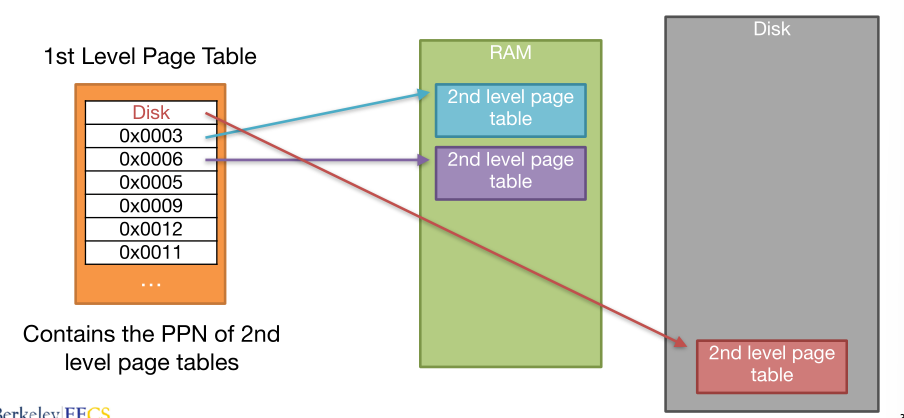 Disk
1st Level Page Table
RAM
Disk
0x0003
0x0006
0x0005
0x0009
0x0012
0x0011
...
2nd level page
table
2nd level page
table
Contains the PPN of 2nd
level page tables
2nd level page
table
Berkeley|EECS